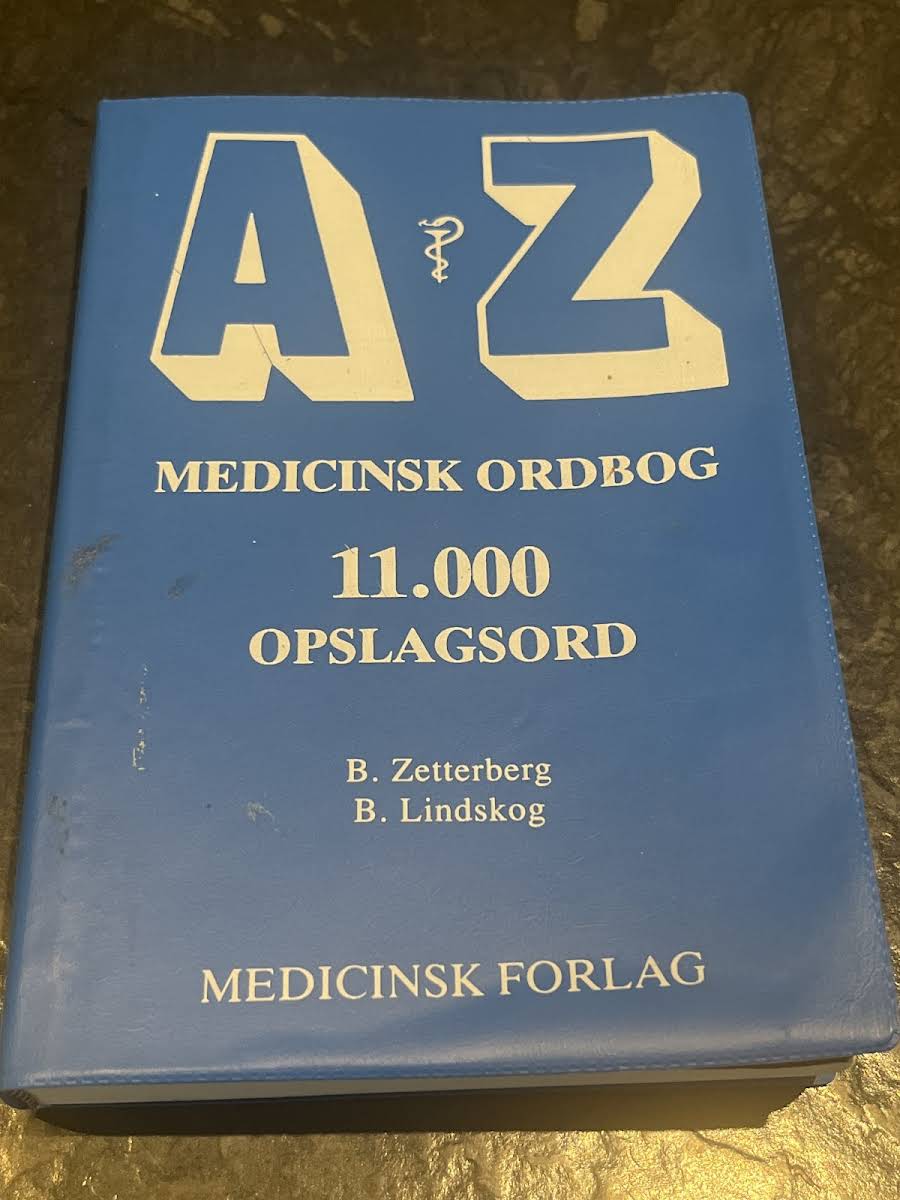 A Z
MEDICINSK ORDBOG
11.000
OPSLAGSORD
B. Zetterberg
B. Lindskog
MEDICINSK FORLAG